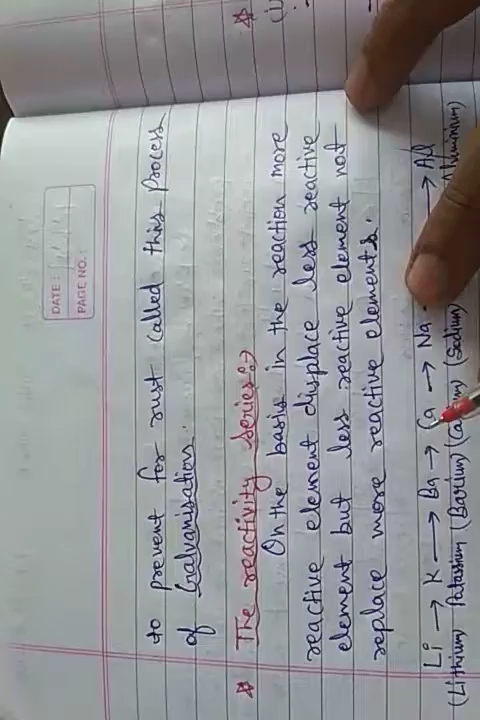 DATE: / /
PAGE NO.:
to prevent for rust called this process
of Galvanisation.
The reactivity series:→
On the basis in the reaction more
reactive element displace less reactive
element but less reactive element not
replace more reactive elements.
Li → K → Ba → Ca → Na → Al
(Lithium) Potassium (Barium) (Sodium)